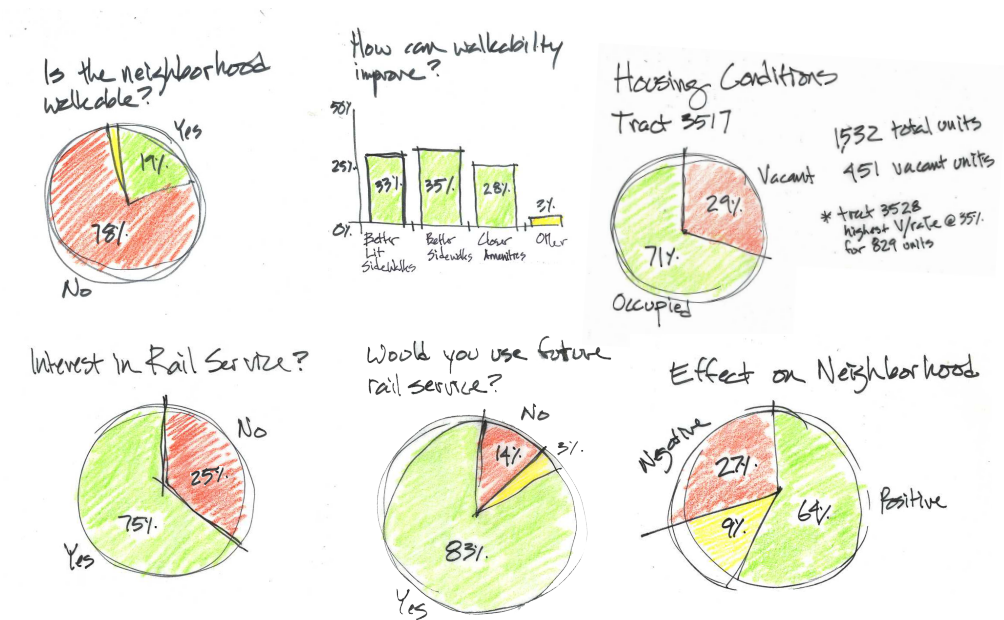 Is the neighborhood
walkable?
Yes
19%
78%
No
How can walkability
improve?
50%
25%
0%
33%
35%
28%
3%
Better
Lit
Sidewalks
Better
Sidewalks
Closer
Amenities
Other
Housing Conditions
Tract 3517
1,532 total units
Vacant
451 vacant units
29%
71%
Occupied
* tract 3528
highest V/rate @ 35%
for 829 units
Interest in Rail Service?
No
25%
75%
Yes
Would you use future
rail service?
No
14%
3%
83%
Yes
Effect on Neighborhood
Negative
27%
Positive
64%
9%